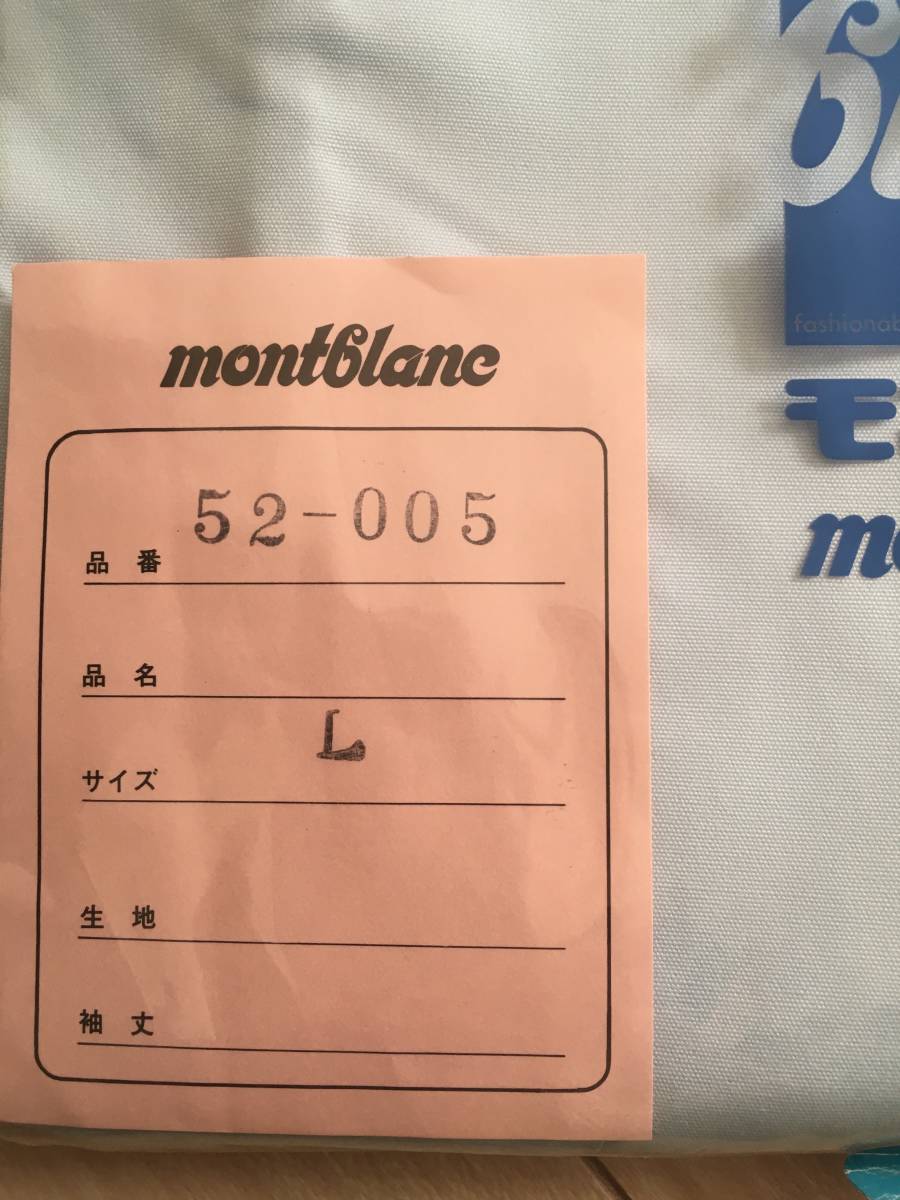 montblanc
品番 52-005
品名
サイズ L
生地
袖丈
fashionab
モ